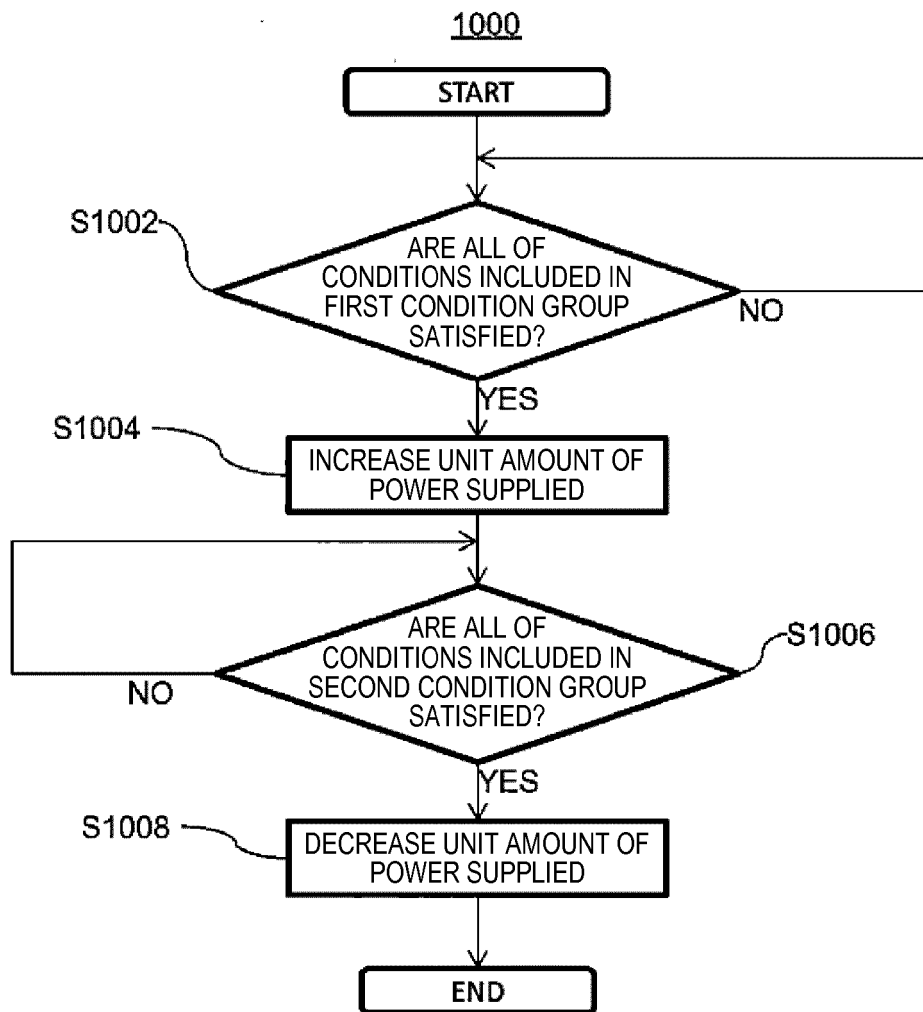 1000
START
S1002
ARE ALL OF
CONDITIONS INCLUDED IN
FIRST CONDITION GROUP
SATISFIED?
NO
YES
S1004
INCREASE UNIT AMOUNT OF
POWER SUPPLIED
ARE ALL OF
CONDITIONS INCLUDED IN
SECOND CONDITION GROUP
SATISFIED?
S1006
NO
YES
S1008
DECREASE UNIT AMOUNT OF
POWER SUPPLIED
END